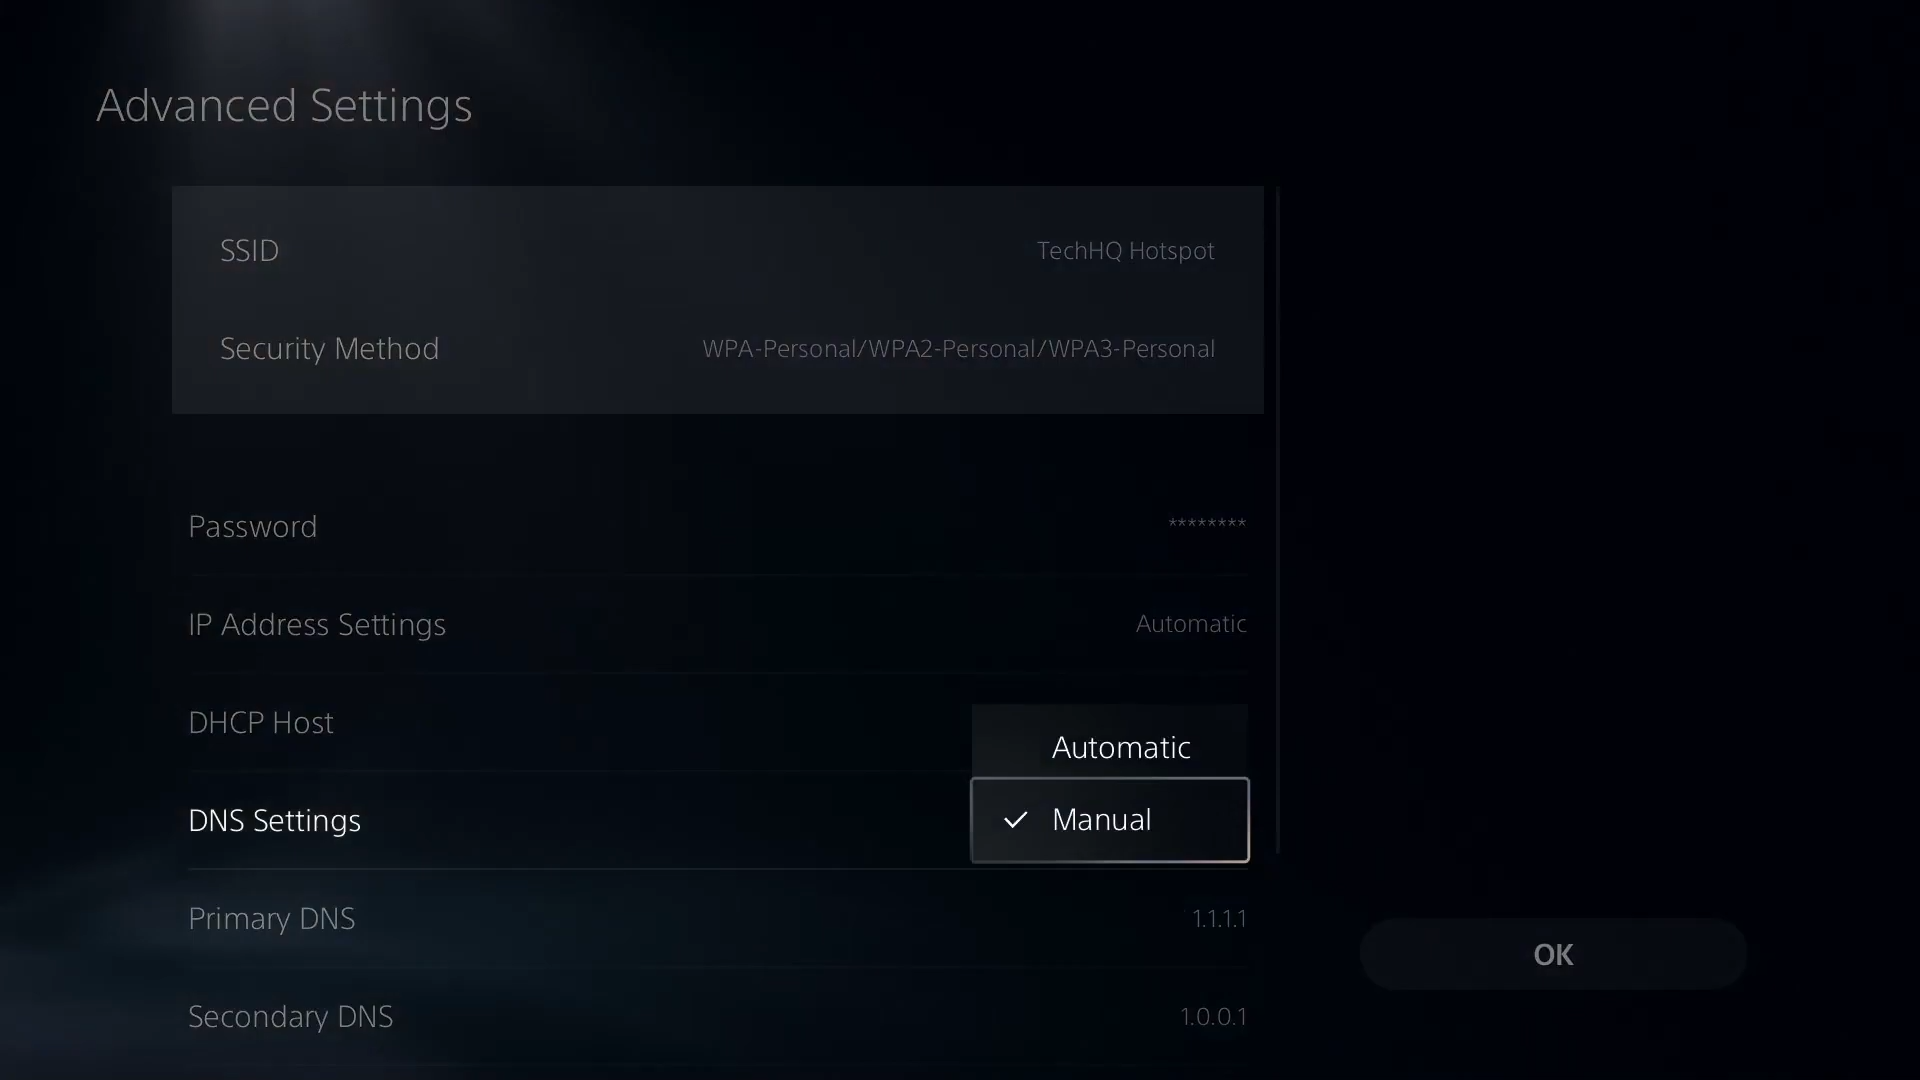 Advanced Settings
SSID TechHQ Hotspot
Security Method WPA-Personal/WPA2-Personal/WPA3-Personal
Password ********
IP Address Settings Automatic
DHCP Host
Automatic
DNS Settings Manual
Primary DNS 1.1.1.1
OK
Secondary DNS 1.0.0.1